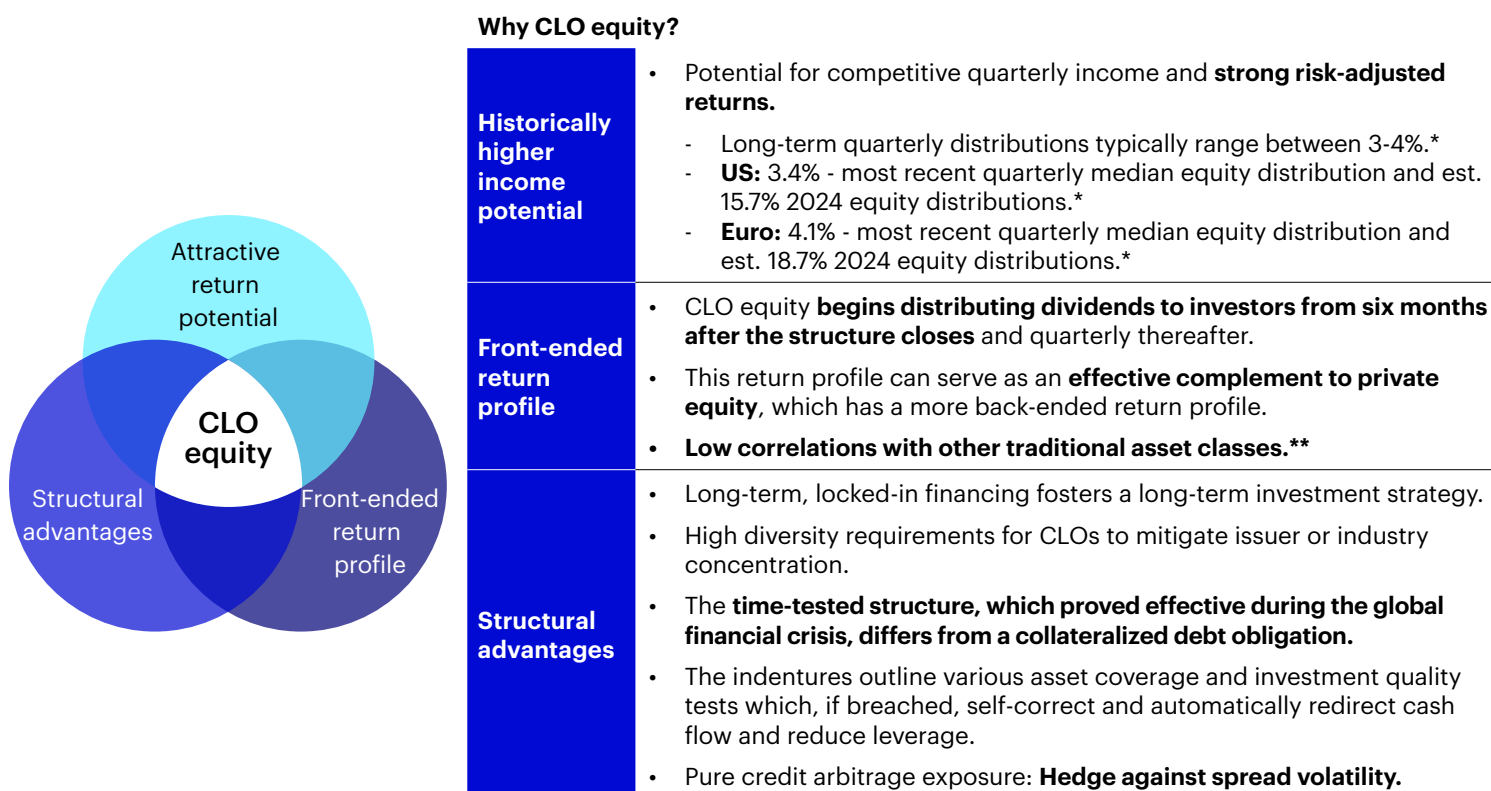 Why CLO equity?
Attractive
return
potential
CLO
equity
Structural
advantages
Front-ended
return
profile
Historically
higher
income
potential
• Potential for competitive quarterly income and strong risk-adjusted
returns.
- Long-term quarterly distributions typically range between 3-4%.*
- US: 3.4% - most recent quarterly median equity distribution and est.
15.7% 2024 equity distributions.*
- Euro: 4.1% - most recent quarterly median equity distribution and
est. 18.7% 2024 equity distributions.*
Front-ended
return
profile
• CLO equity begins distributing dividends to investors from six months
after the structure closes and quarterly thereafter.
• This return profile can serve as an effective complement to private
equity, which has a more back-ended return profile.
• Low correlations with other traditional asset classes.**
Structural
advantages
• Long-term, locked-in financing fosters a long-term investment strategy.
• High diversity requirements for CLOs to mitigate issuer or industry
concentration.
• The time-tested structure, which proved effective during the global
financial crisis, differs from a collateralized debt obligation.
• The indentures outline various asset coverage and investment quality
tests which, if breached, self-correct and automatically redirect cash
flow and reduce leverage.
• Pure credit arbitrage exposure: Hedge against spread volatility.